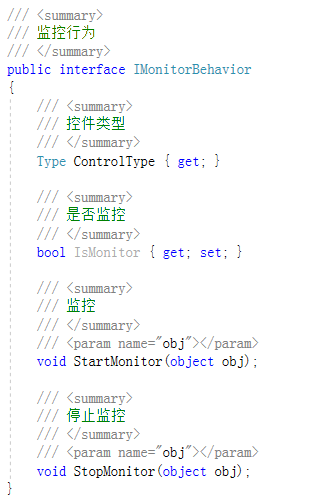 /// <summary>
/// 监控行为
/// </summary>
public interface IMonitorBehavior
{
/// <summary>
/// 控件类型
/// </summary>
Type ControlType { get; }
/// <summary>
/// 是否监控
/// </summary>
bool IsMonitor { get; set; }
/// <summary>
/// 监控
/// </summary>
/// <param name="obj"></param>
void StartMonitor(object obj);
/// <summary>
/// 停止监控
/// </summary>
/// <param name="obj"></param>
void StopMonitor(object obj);
}